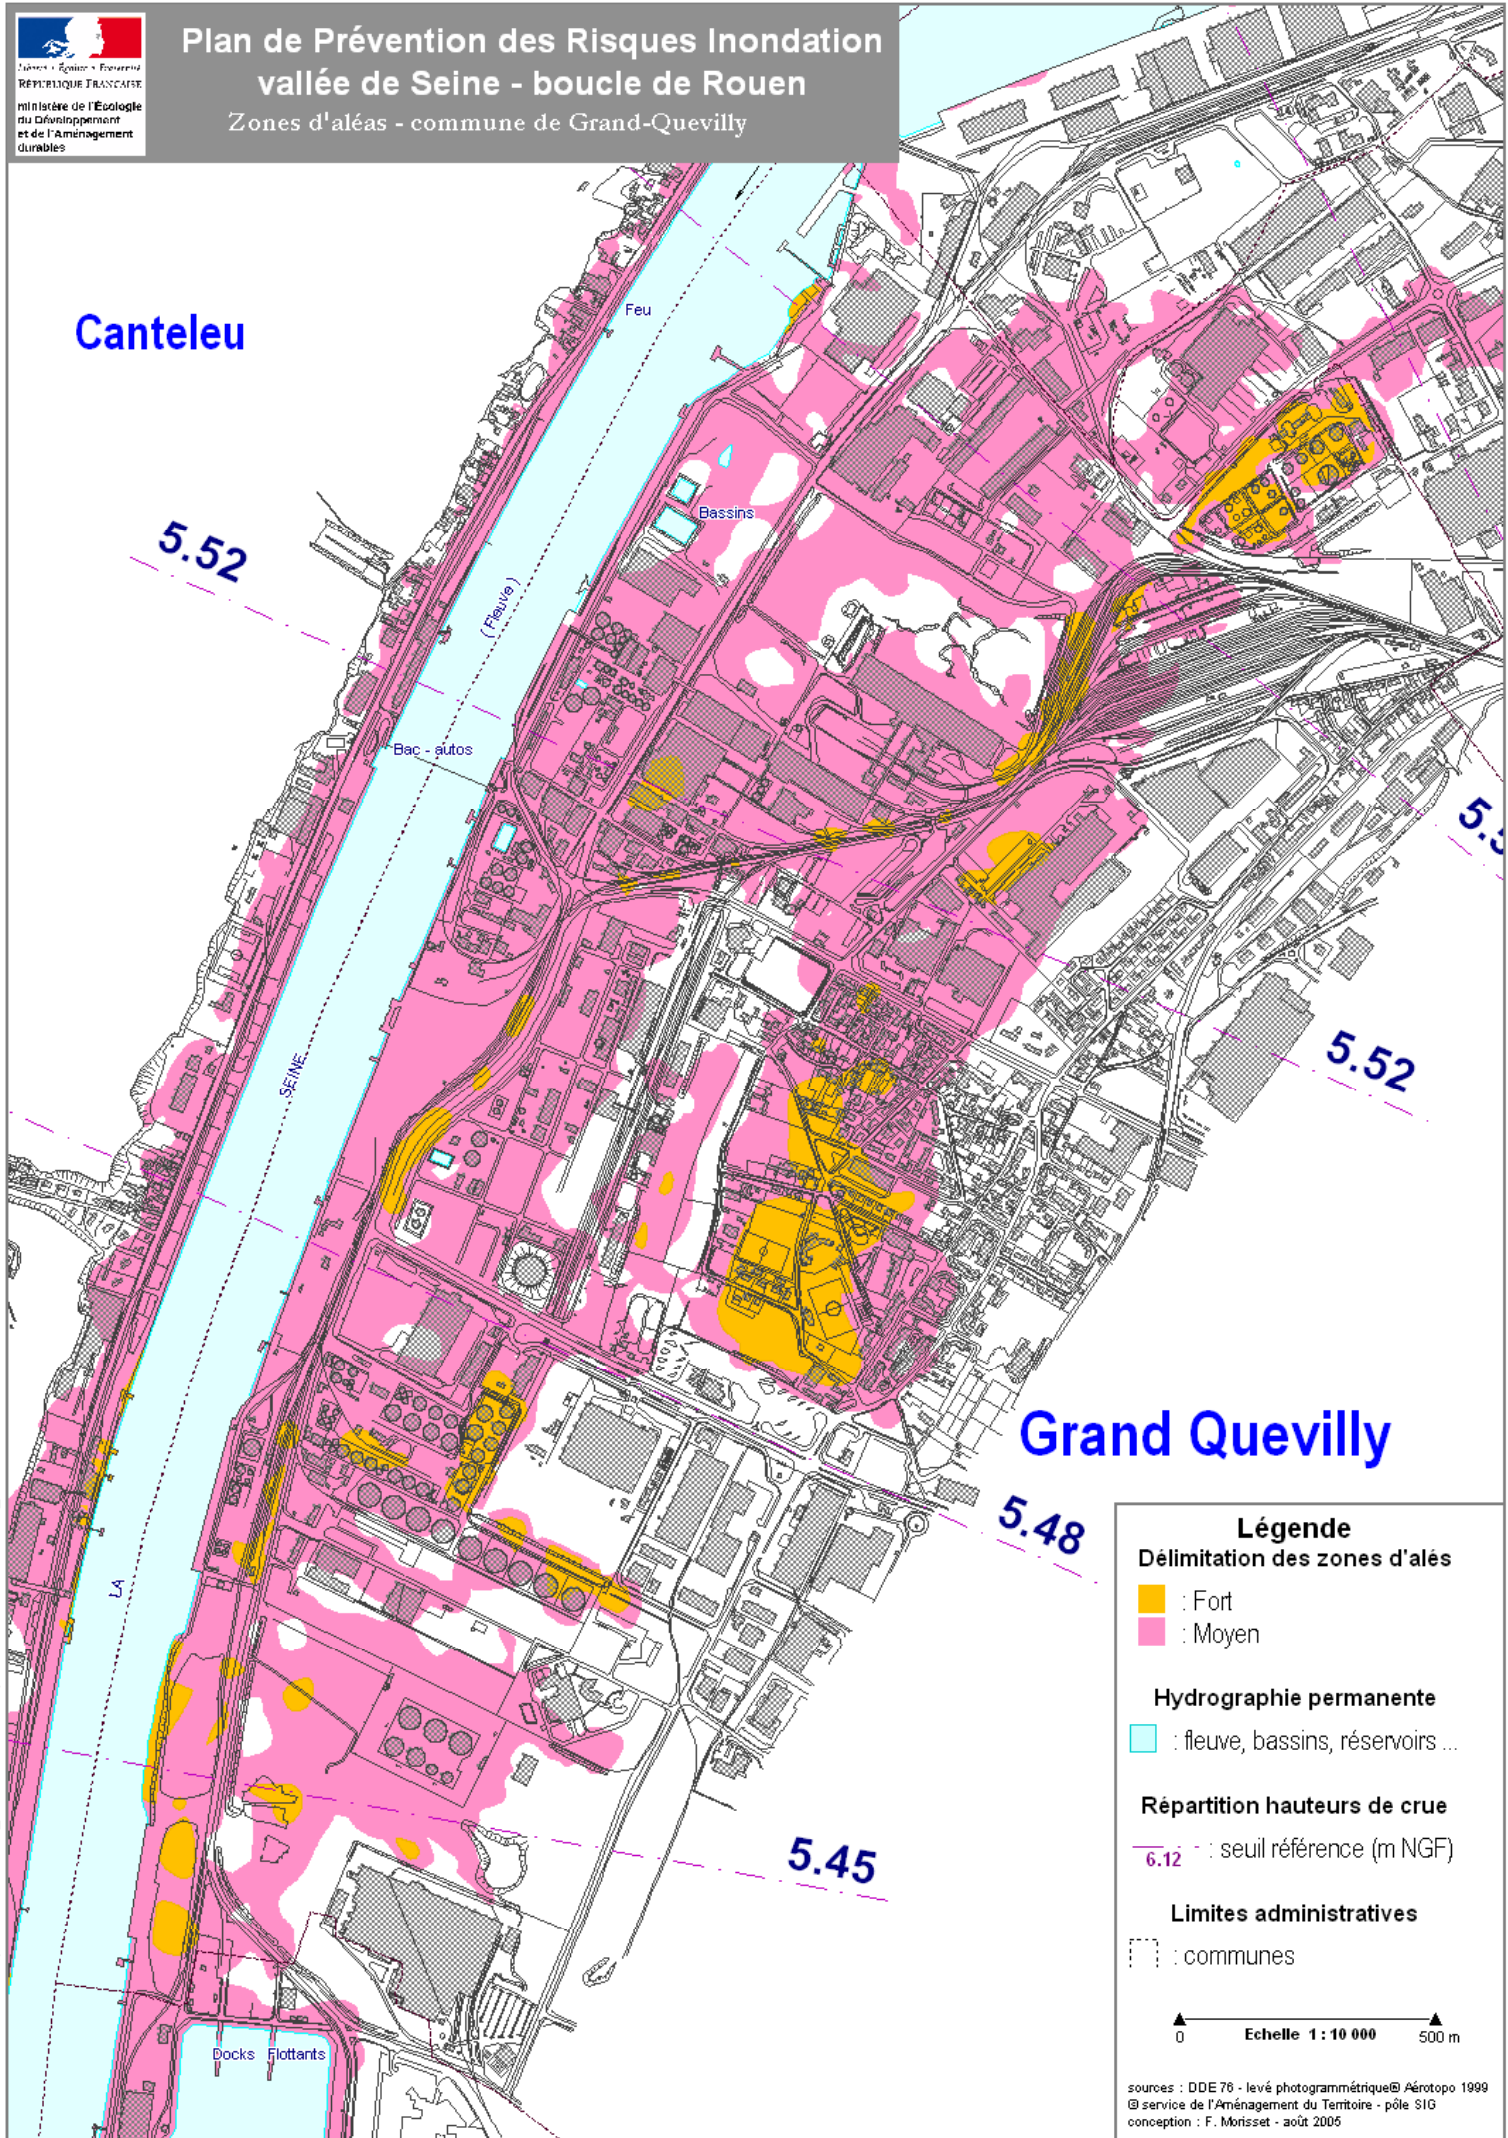 Plan de Prévention des Risques Inondation
vallée de Seine - boucle de Rouen
Zones d'aléas - commune de Grand-Quevilly
Liberté • Égalité • Fraternité
RÉPUBLIQUE FRANÇAISE
ministère de l'Écologie
du Développement
et de l'Aménagement
durables
Canteleu
Feu
Bassins
5.52
( Fleuve )
Bac - autos
SEINE
5.52
Grand Quevilly
5.48
LA
5.45
Docks Flottants
Légende
Délimitation des zones d'alés
: Fort
: Moyen
Hydrographie permanente
: fleuve, bassins, réservoirs ...
Répartition hauteurs de crue
6.12 : seuil référence (m NGF)
Limites administratives
: communes
0 Echelle 1 : 10 000 500 m
sources : DDE 76 - levé photogrammétrique® Aérotopo 1999
@ service de l'Aménagement du Territoire - pôle SIG
conception : F. Morisset - août 2005